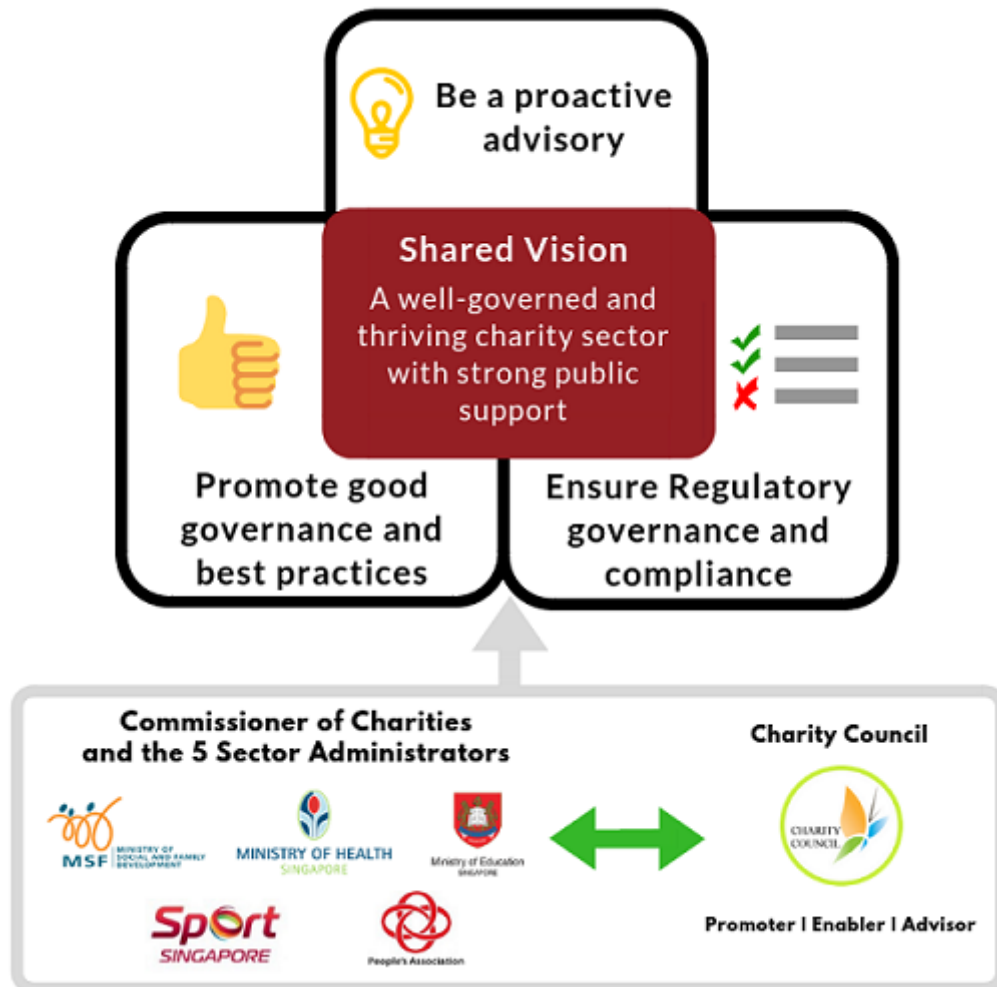 Be a proactive
advisory
Shared Vision
A well-governed and
thriving charity sector
with strong public
support
Promote good
governance and
best practices
Ensure Regulatory
governance and
compliance
Commissioner of Charities
and the 5 Sector Administrators
MSF
MINISTRY OF
SOCIAL AND FAMILY
DEVELOPMENT
MINISTRY OF HEALTH
SINGAPORE
Ministry of Education
SINGAPORE
Sport
SINGAPORE
People's Association
Charity Council
CHARITY
COUNCIL
Promoter | Enabler | Advisor